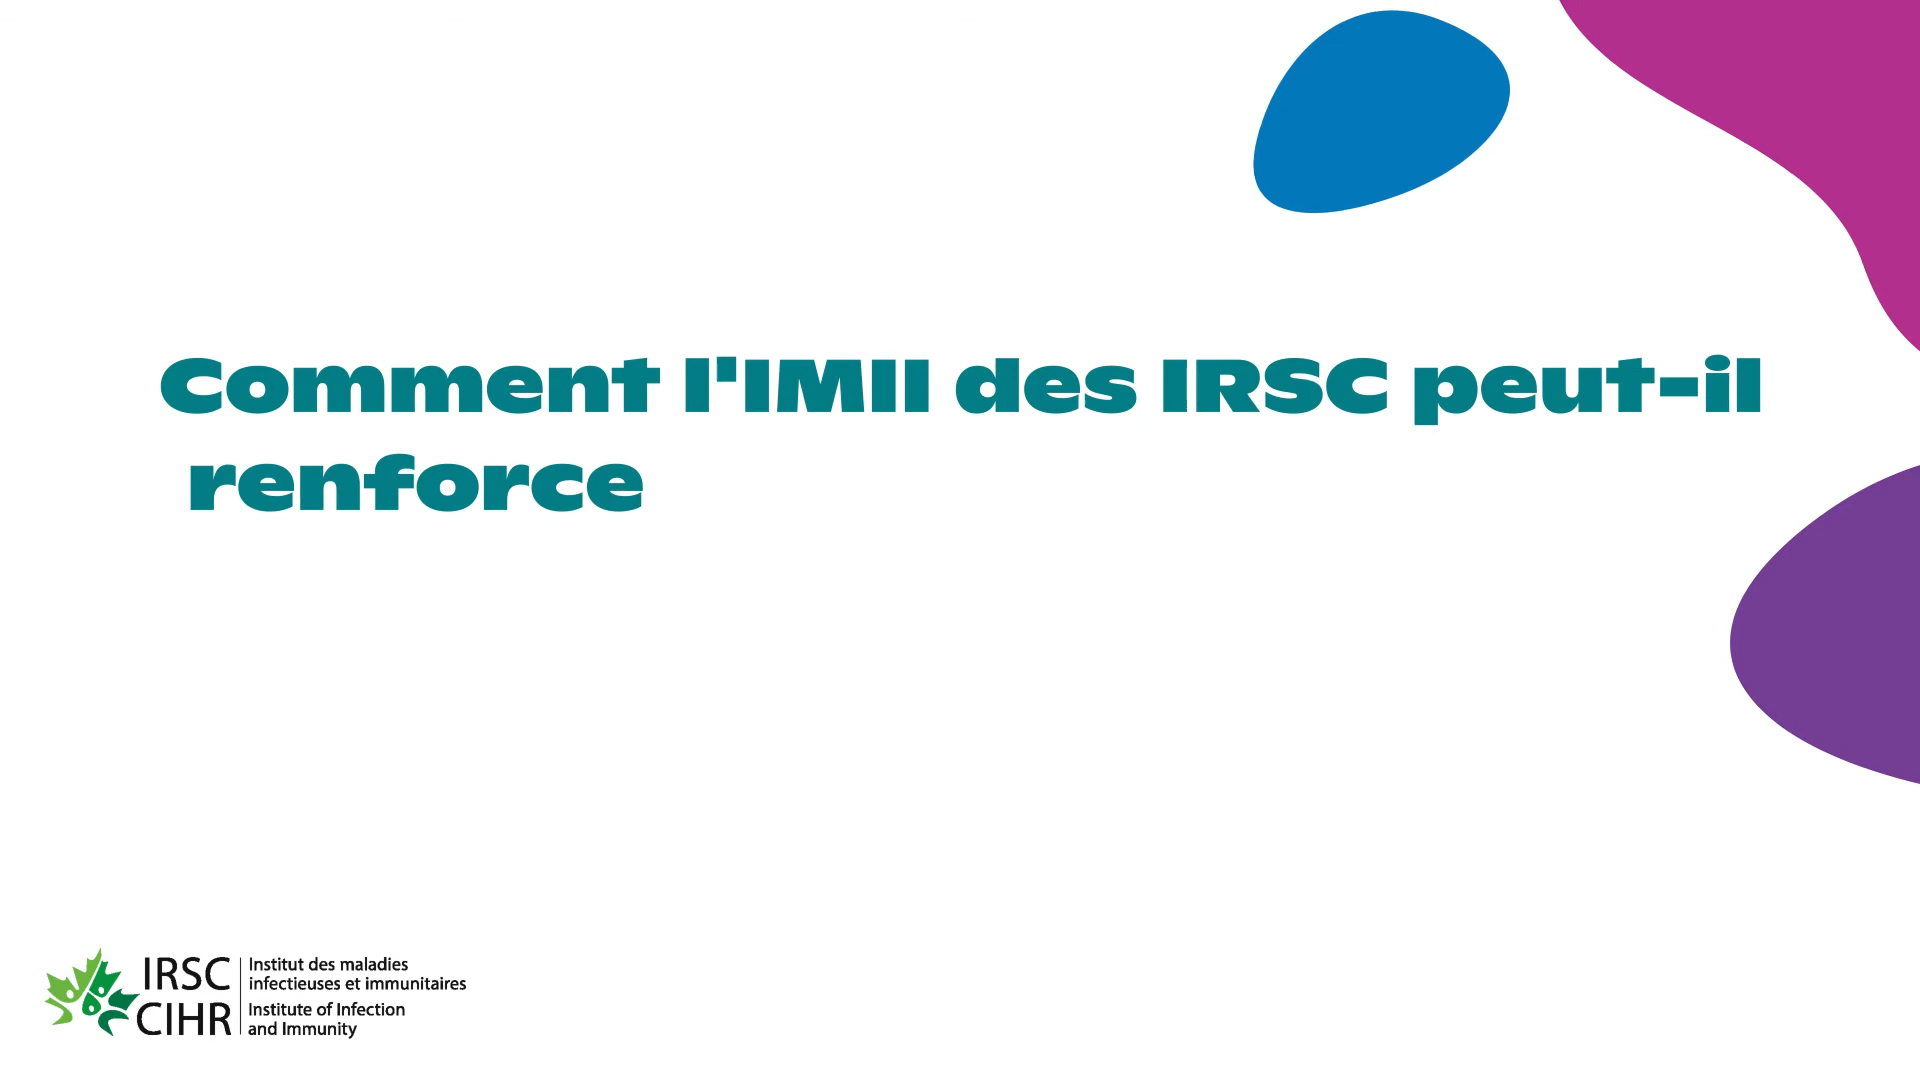 Comment l'IMII des IRSC peut-il
renforce
IRSC
CIHR
Institut des maladies
infectieuses et immunitaires
Institute of Infection
and Immunity